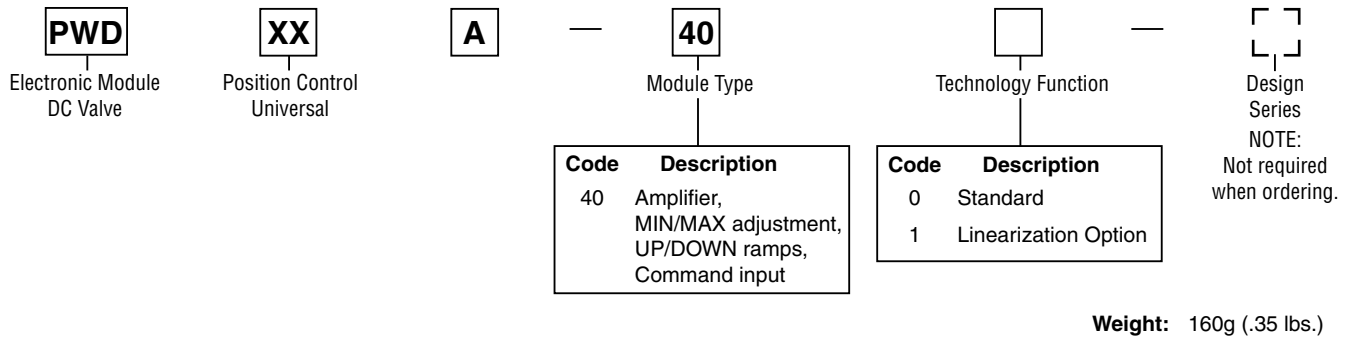 PWD XX A — 40 —
Electronic Module
DC Valve
Position Control
Universal
Module Type
Technology Function
Design
Series
NOTE:
Not required
when ordering.
Code Description
40 Amplifier,
MIN/MAX adjustment,
UP/DOWN ramps,
Command input
Code Description
0 Standard
1 Linearization Option
Weight: 160g (.35 lbs.)